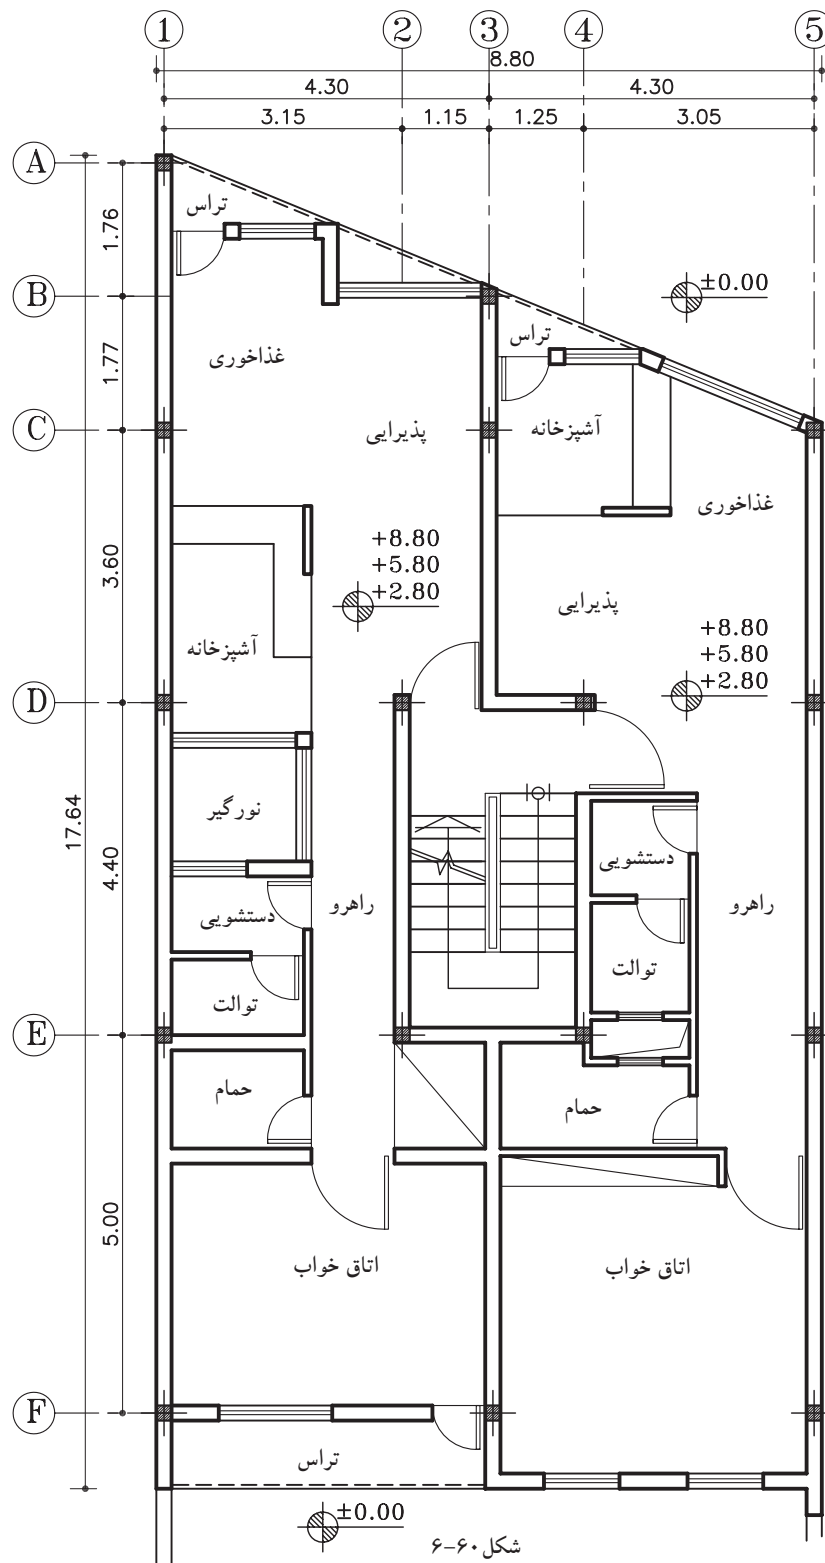 1 2 3 4 5
8.80
4.30 4.30
3.15 1.15 1.25 3.05
A
تراس
1.76
B
±0.00
تراس
1.77
غذاخوری
آشپزخانه
C
پذیرایی
غذاخوری
+8.80
+5.80
+2.80
3.60
پذیرایی
آشپزخانه
+8.80
+5.80
+2.80
D
نورگیر
17.64
4.40
دستشویی
راهرو
راهرو
دستشویی
توالت
توالت
E
حمام
حمام
5.00
اتاق خواب
اتاق خواب
F
تراس
±0.00
شکل ۶۰-۶